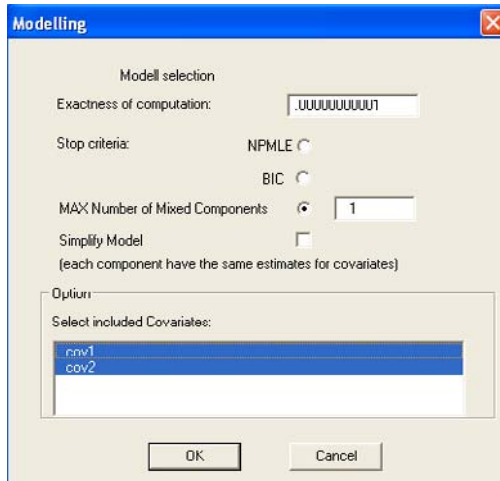 Modelling
Modell selection
Exactness of computation: .00000000001
Stop criteria: NPMLE
BIC
MAX Number of Mixed Components 1
Simplify Model
(each component have the same estimates for covariates)
Option
Select included Covariates:
cov1
cov2
OK Cancel